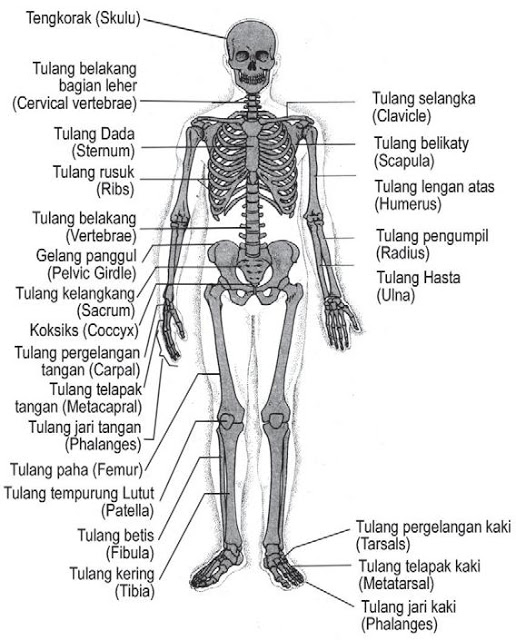 Tengkorak (Skulu)
Tulang belakang
bagian leher
(Cervical vertebrae)
Tulang Dada
(Sternum)
Tulang rusuk
(Ribs)
Tulang belakang
(Vertebrae)
Gelang panggul
(Pelvic Girdle)
Tulang kelangkang
(Sacrum)
Koksiks (Coccyx)
Tulang pergelangan
tangan (Carpal)
Tulang telapak
tangan (Metacapral)
Tulang jari tangan
(Phalanges)
Tulang paha (Femur)
Tulang tempurung Lutut
(Patella)
Tulang betis
(Fibula)
Tulang kering
(Tibia)
Tulang selangka
(Clavicle)
Tulang belikaty
(Scapula)
Tulang lengan atas
(Humerus)
Tulang pengumpil
(Radius)
Tulang Hasta
(Ulna)
Tulang pergelangan kaki
(Tarsals)
Tulang telapak kaki
(Metatarsal)
Tulang jari kaki
(Phalanges)